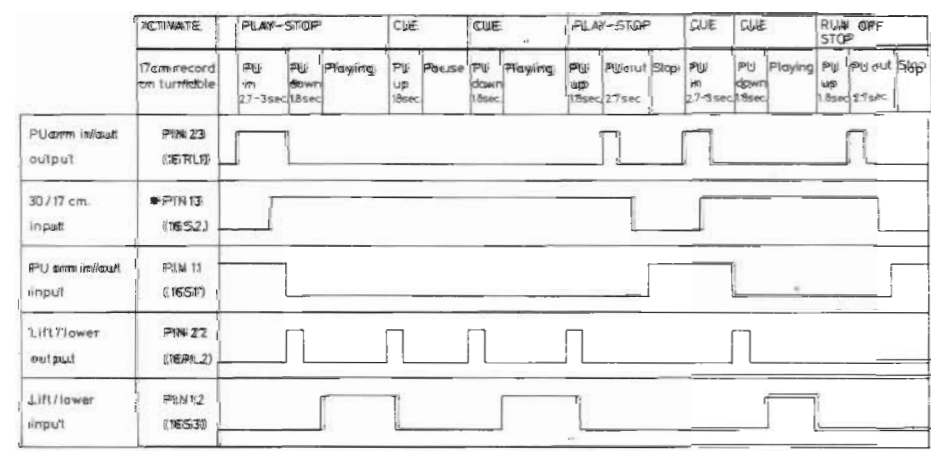 ACTIVATE PLAY-STOP CUE CUE PLAY-STOP CUE CUE RUN OFF
STOP
17cm record PU PU Playing PU Pause PU Playing PU PU out Stop PU PU Playing PU PU out Stop
on turntable in down up down up in down up
2.7-3sec 1.8sec 1.8sec 1.8sec 1.8sec 2.7sec 2.7-3sec 1.8sec 1.8sec 2.7sec
PU arm in/out PIN 23
output (16RL1)
30/17 cm. PIN 13
input (16S2)
PU arm in/out PIN 11
input (16S1)
Lift/lower PIN 22
output (16RL2)
Lift/lower PIN 12
input (16S3)